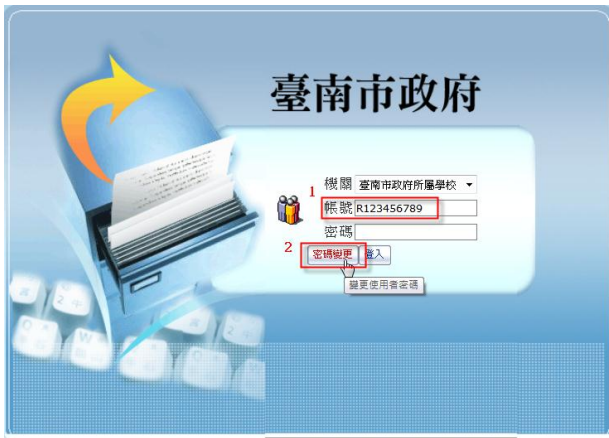 臺南市政府
機關 臺南市政府所屬學校
1
帳號 R123456789
密碼
2
密碼變更 登入
變更使用者密碼